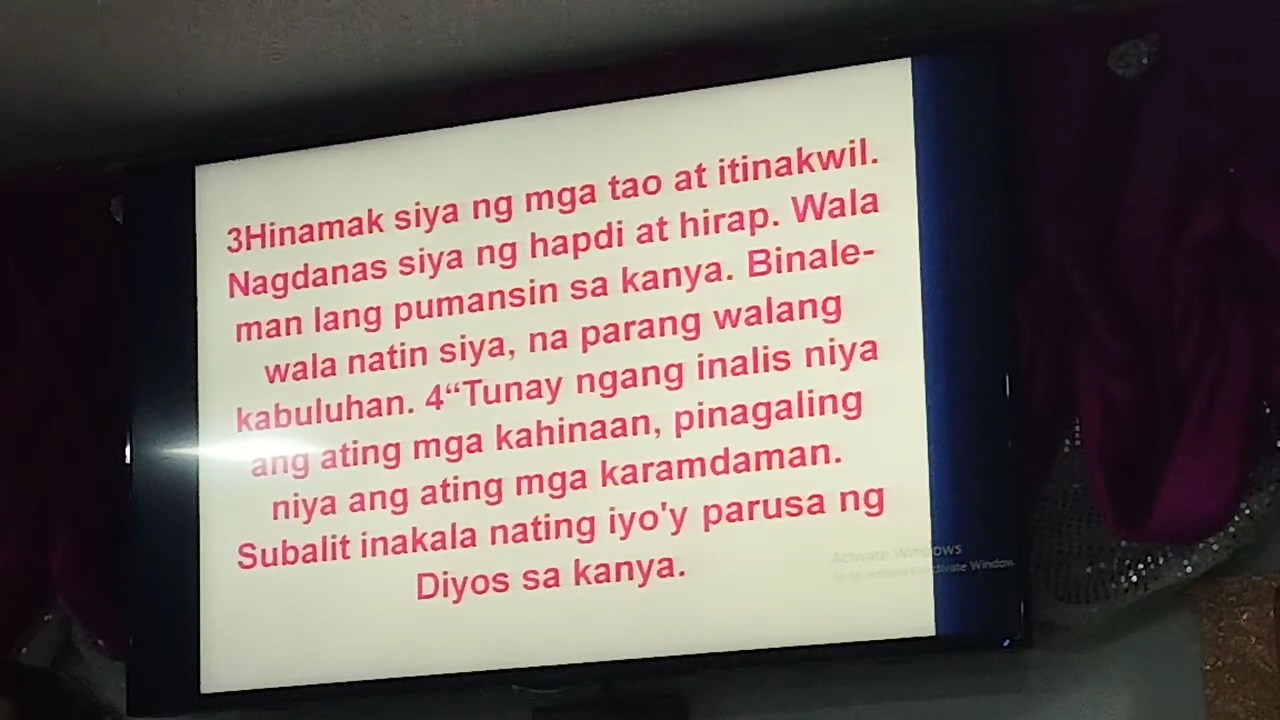 3Hinamak siya ng mga tao at itinakwil.
Nagdanas siya ng hapdi at hirap. Wala
man lang pumansin sa kanya. Binale-
wala natin siya, na parang walang
kabuluhan. 4“Tunay ngang inalis niya
ang ating mga kahinaan, pinagaling
niya ang ating mga karamdaman.
Subalit inakala nating iyo'y parusa ng
Diyos sa kanya.
Activate Windows
Activate Window